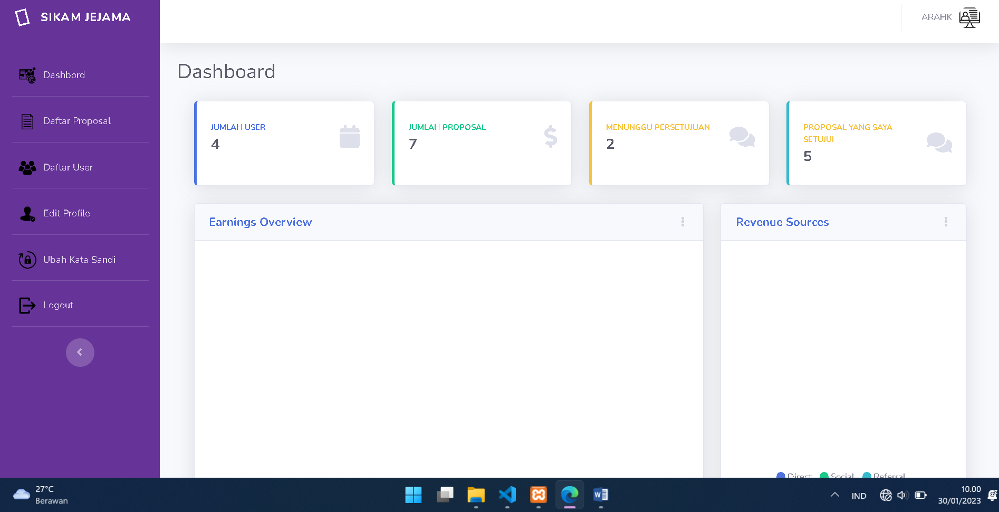 SIKAM JEJAMA
ARAFIK
Dashbord
Daftar Proposal
Daftar User
Edit Profile
Ubah Kata Sandi
Logout
Dashboard
JUMLAH USER
4
JUMLAH PROPOSAL
7
MENUNGGU PERSETUJUAN
2
PROPOSAL YANG SAYA
SETUJUI
5
Earnings Overview
Revenue Sources
Direct Social Referral
27°C
Berawan
IND
10.00
30/01/2023